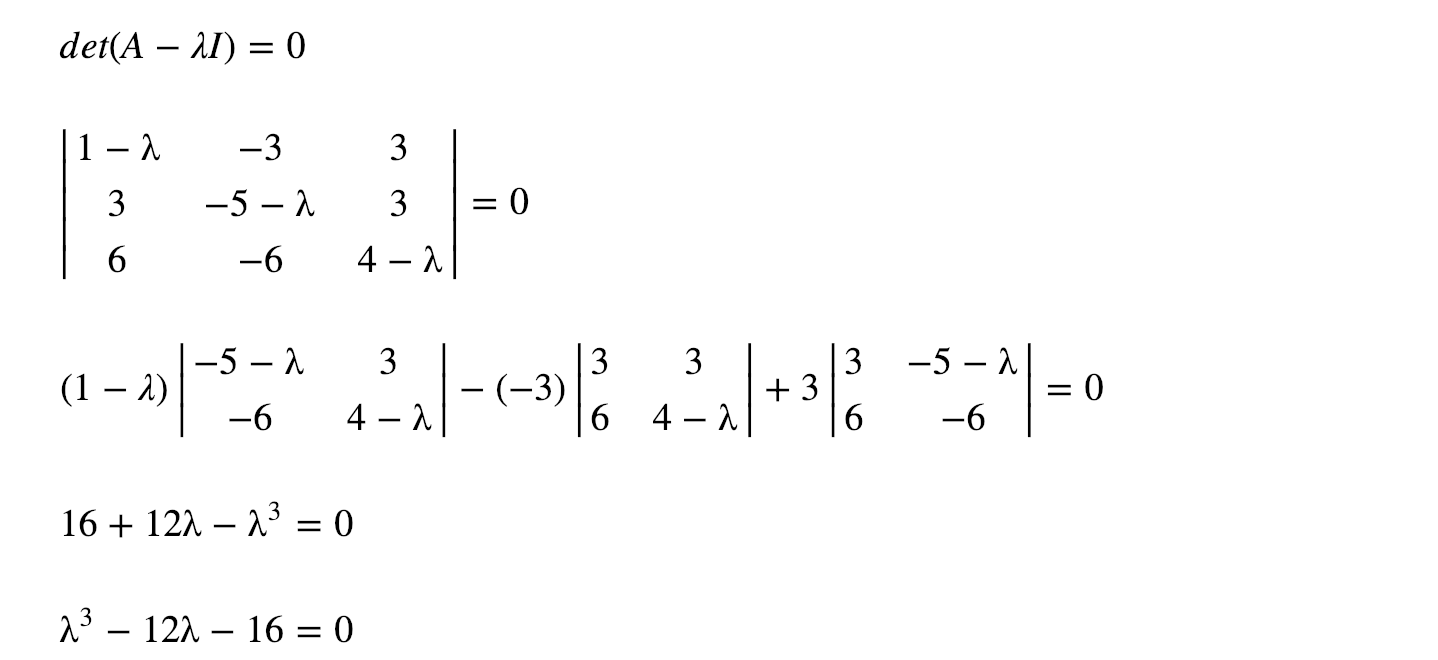 det(A − λI) = 0
|1 − λ −3 3|
|3 −5 − λ 3| = 0
|6 −6 4 − λ|
(1 − λ) |−5 − λ 3; −6 4 − λ| − (−3) |3 3; 6 4 − λ| + 3 |3 −5 − λ; 6 −6| = 0
16 + 12λ − λ³ = 0
λ³ − 12λ − 16 = 0